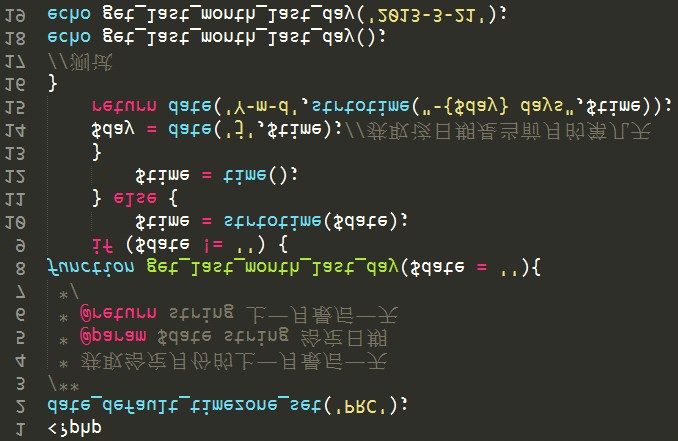 1 <?php
2 date_default_timezone_set('PRC');
3 /**
4 * 获取给定月份的上一月最后一天
5 * @param $date string 给定日期
6 * @return string 上一月最后一天
7 */
8 function get_last_month_last_day($date = ''){
9 if ($date != '') {
10 $time = strtotime($date);
11 } else {
12 $time = time();
13 }
14 $day = date('j',$time);//获取该日期是当前月的第几天
15 return date('Y-m-d',strtotime("-{$day} days",$time));
16 }
17 //测试
18 echo get_last_month_last_day();
19 echo get_last_month_last_day('2013-3-21');